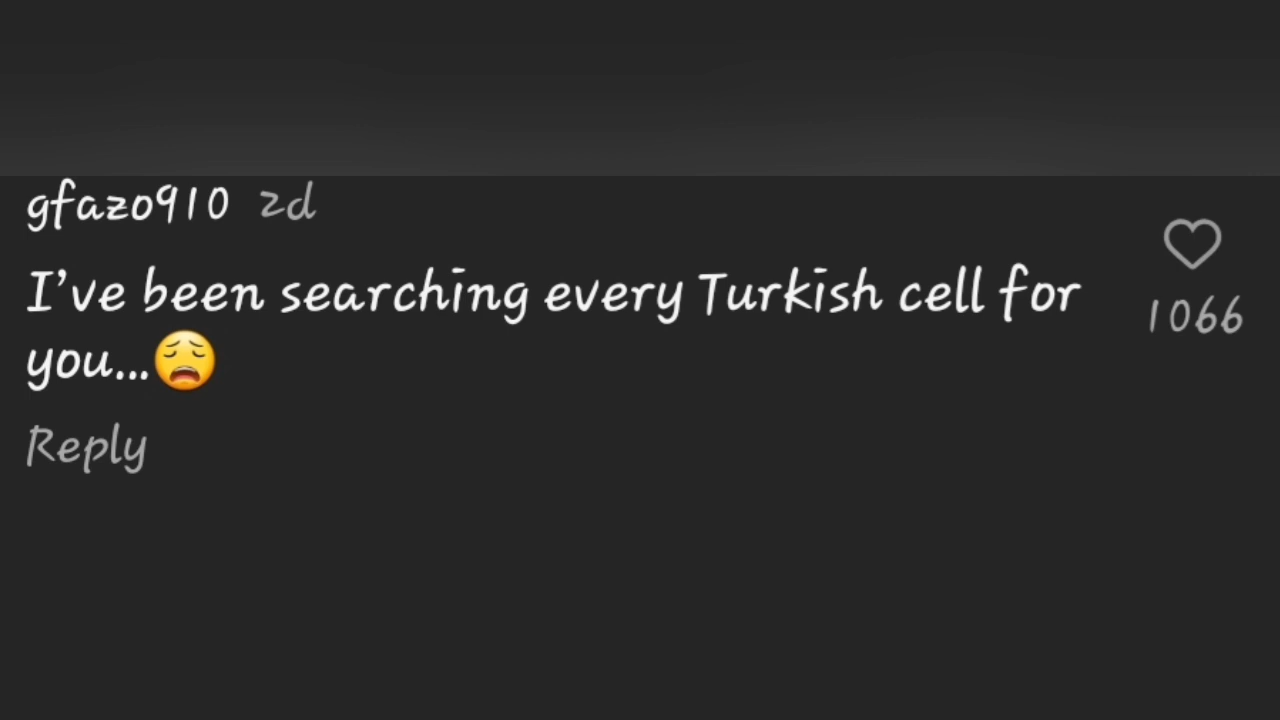 gfazo910 2d
I've been searching every Turkish cell for
you...😩
1066
Reply